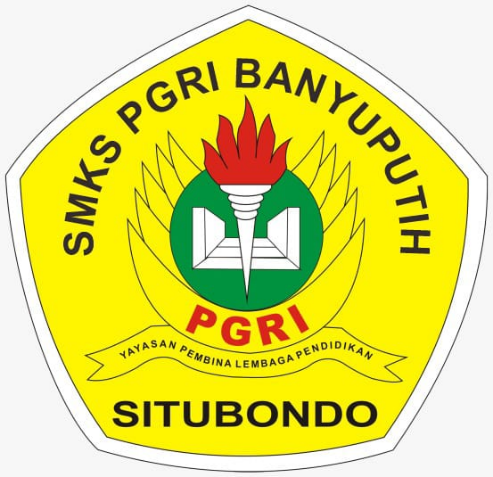 SMKS PGRI BANYUPUTIH
PGRI
YAYASAN PEMBINA LEMBAGA PENDIDIKAN
SITUBONDO